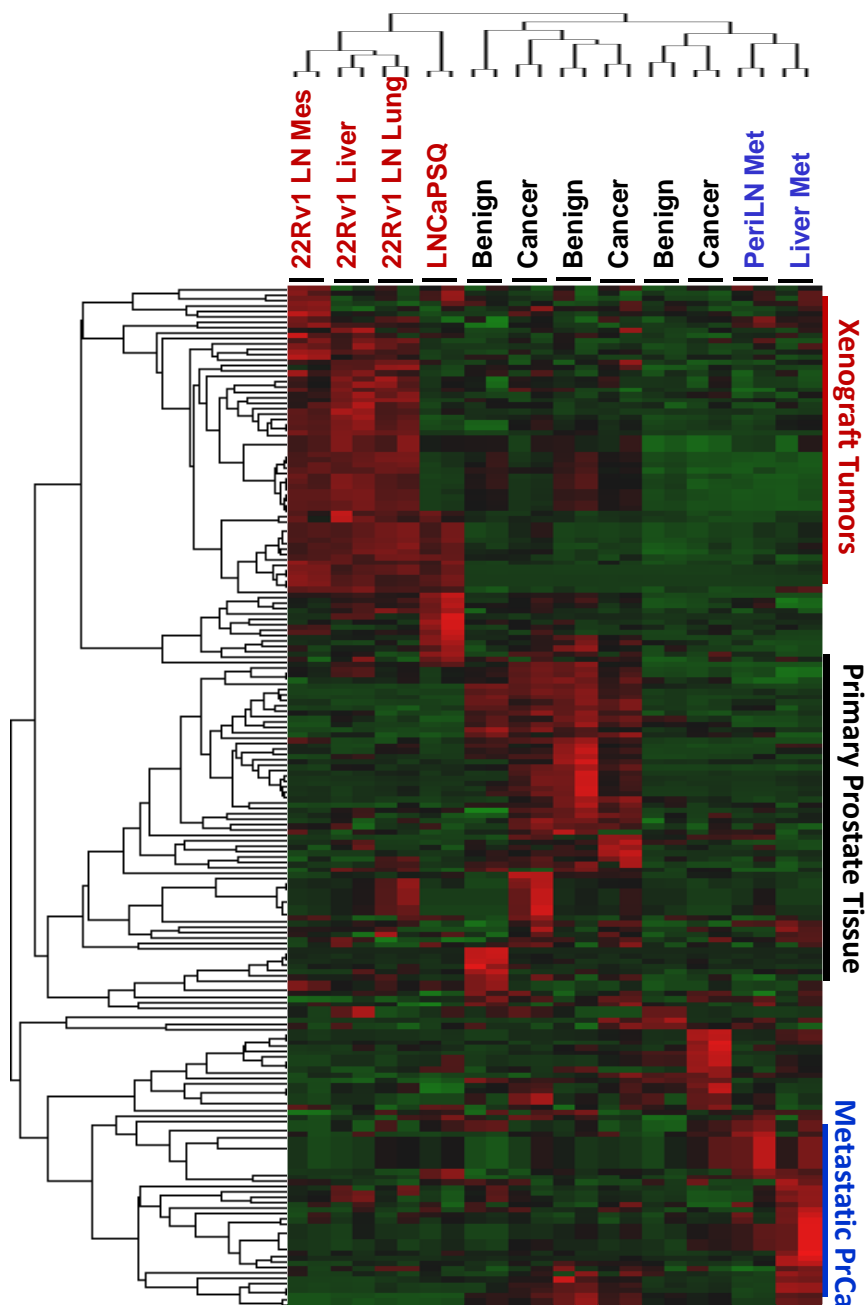 22Rv1 LN Mes
22Rv1 Liver
22Rv1 LN Lung
LNCaPSQ
Benign
Cancer
Benign
Cancer
Benign
Cancer
PeriLN Met
Liver Met
Xenograft Tumors
Primary Prostate Tissue
Metastatic PrCa